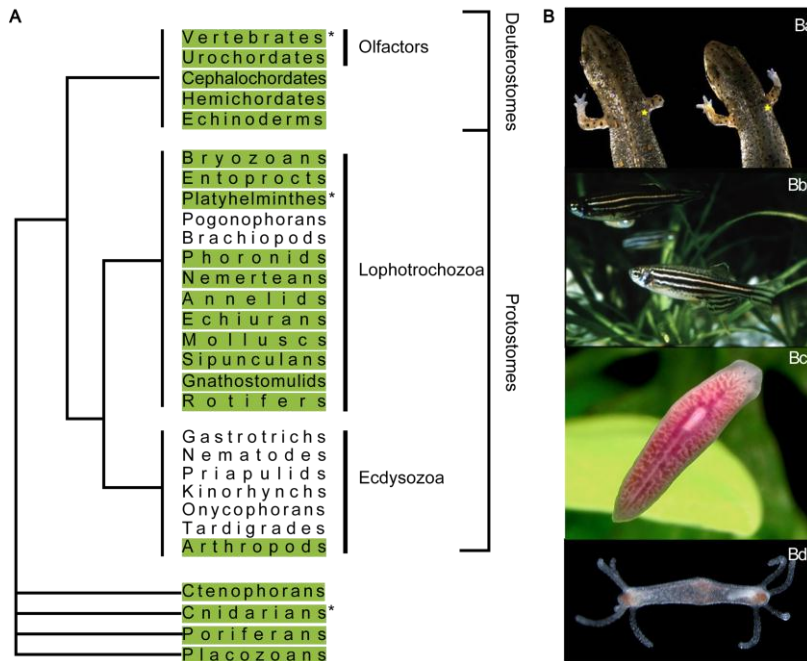 A
Vertebrates*
Urochordates
Cephalochordates
Hemichordates
Echinoderms
Olfactors
Deuterostomes
Bryozoans
Entoprocts
Platyhelminthes*
Pogonophorans
Brachiopods
Phoronids
Nemerteans
Annelids
Echiurans
Molluscs
Sipunculans
Gnathostomulids
Rotifers
Lophotrochozoa
Protostomes
Gastrotrichs
Nematodes
Priapulids
Kinorhynchs
Onycophorans
Tardigrades
Arthropods
Ecdysozoa
Ctenophorans
Cnidarians*
Poriferans
Placozoans
B
Ba
Bb
Bc
Bd